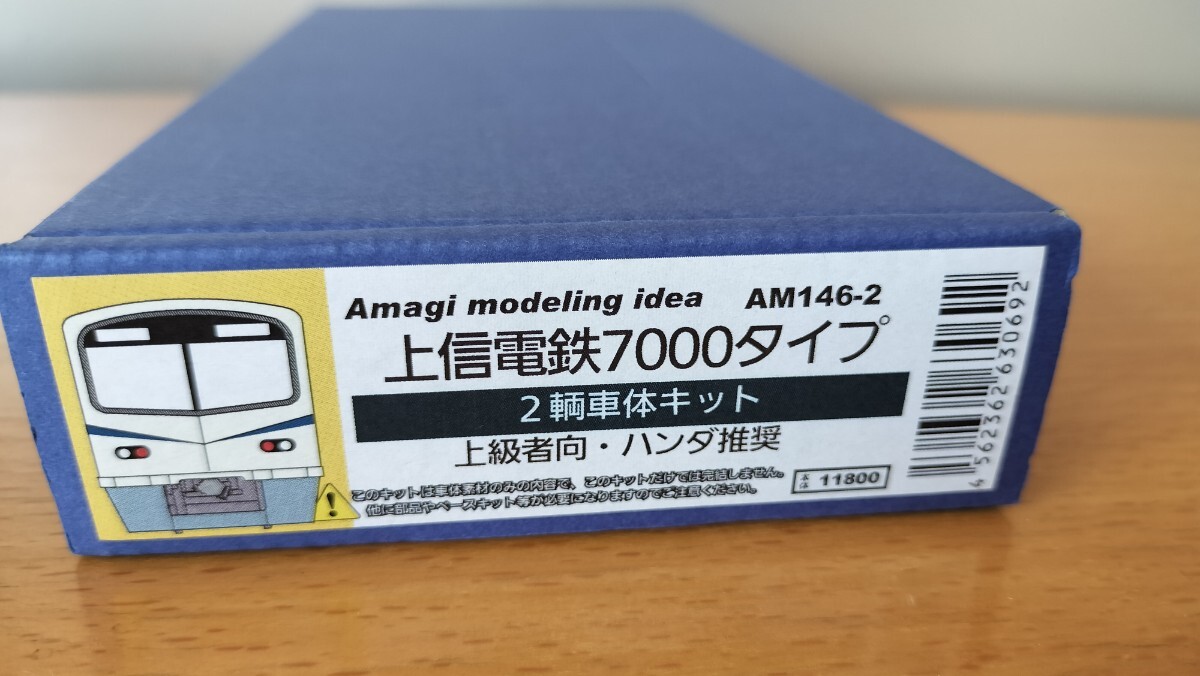 Amagi modeling idea AM146-2
上信電鉄7000タイプ
2輌車体キット
上級者向・ハンダ推奨
このキットは車体素材のみの内容で、このキットだけでは完結しません。
他に部品やベースキット等が必要になりますのでご注意ください。
本体 11800
4562362630692